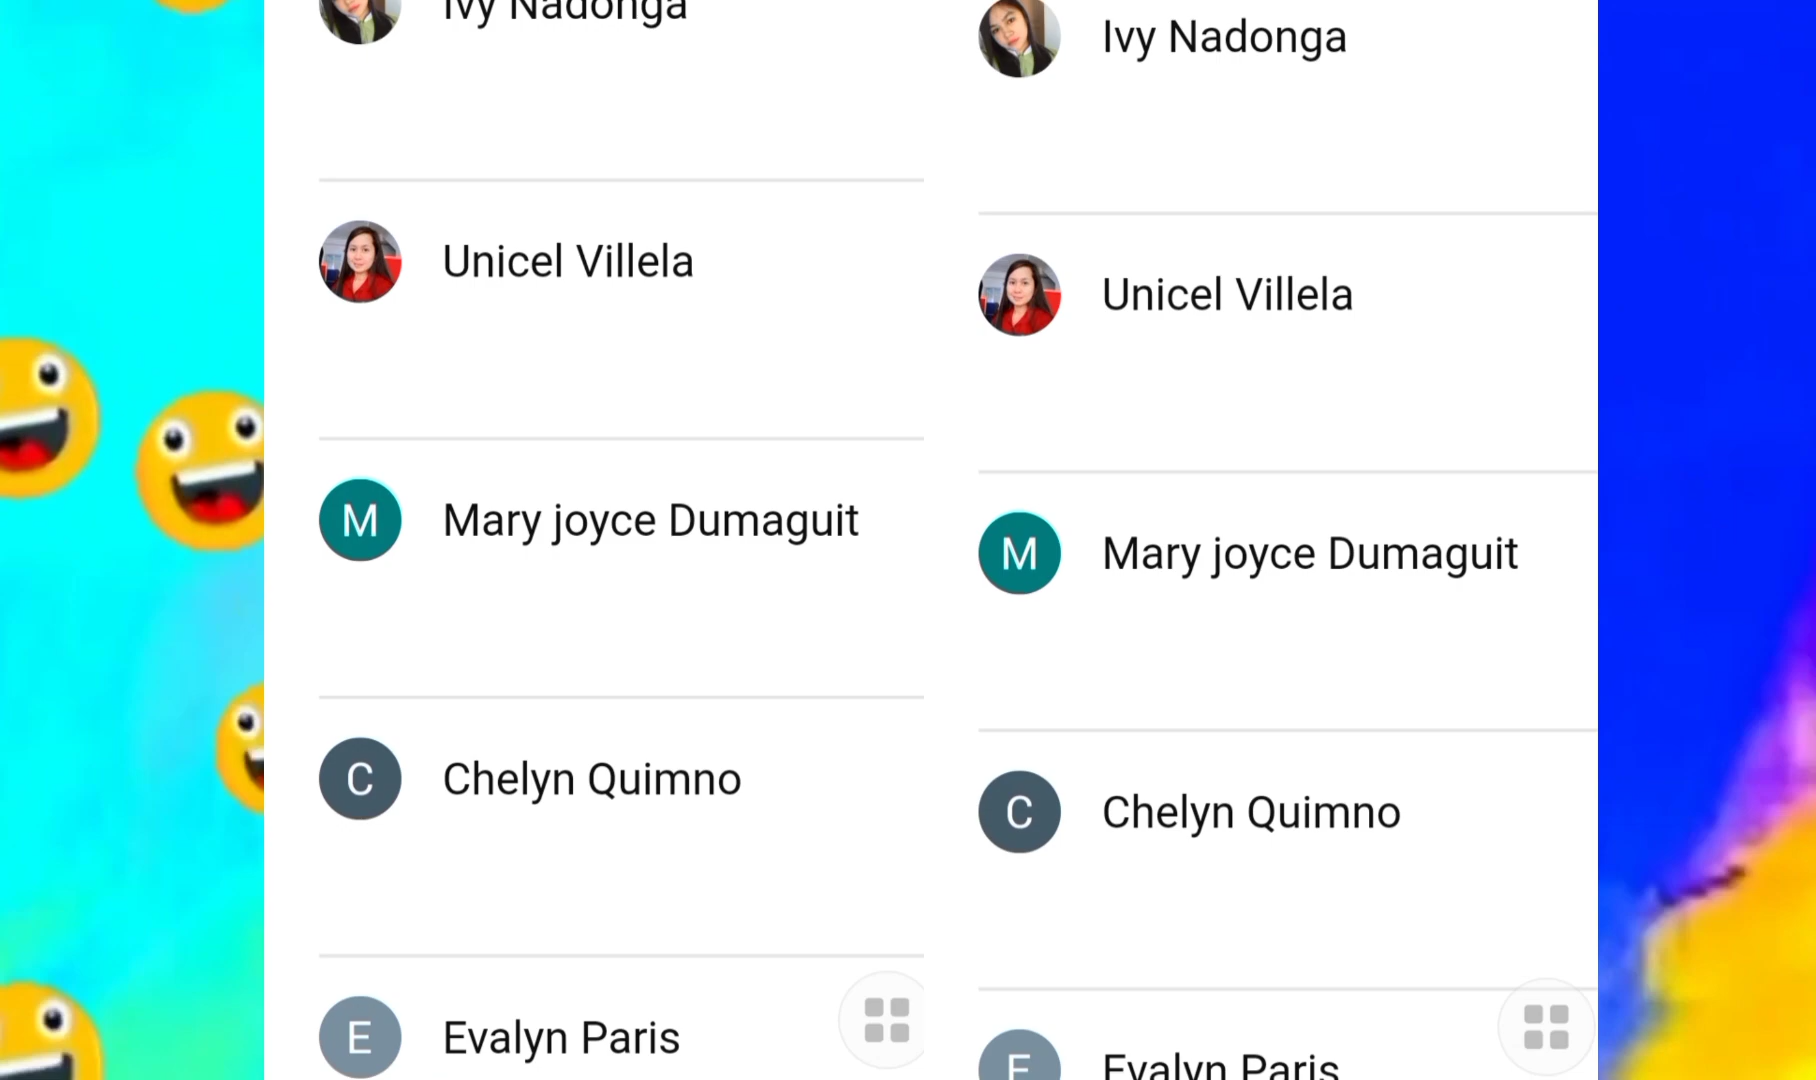 Ivy Nadonga
Unicel Villela
M
Mary joyce Dumaguit
C
Chelyn Quimno
E
Evalyn Paris
Ivy Nadonga
Unicel Villela
M
Mary joyce Dumaguit
C
Chelyn Quimno
E
Evalyn Paris